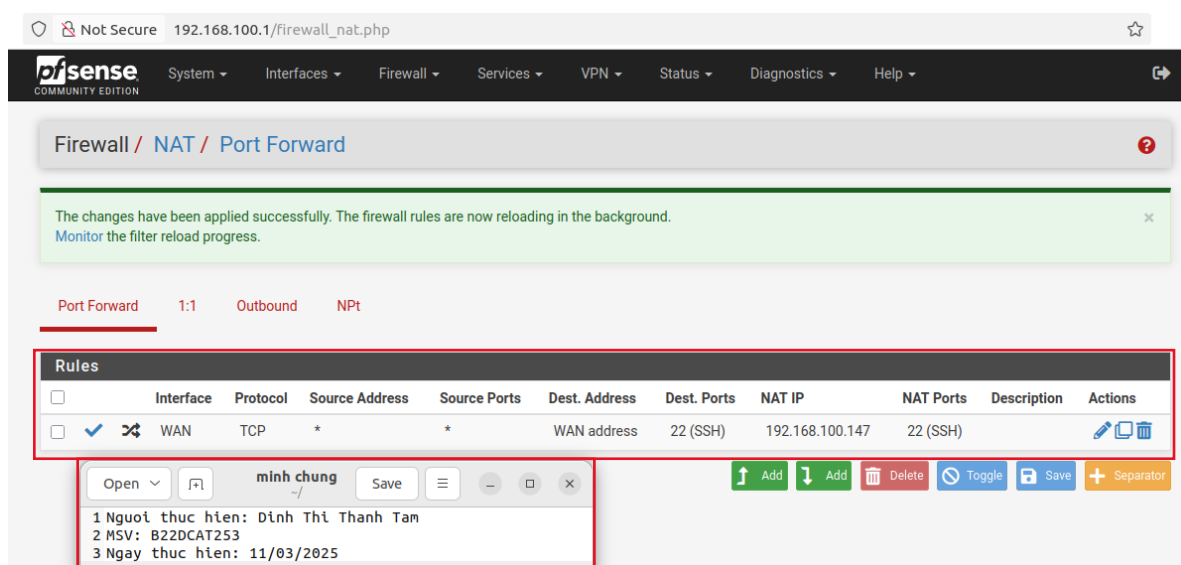 Not Secure 192.168.100.1/firewall_nat.php
pfsense System Interfaces Firewall Services VPN Status Diagnostics Help
COMMUNITY EDITION
Firewall / NAT / Port Forward
The changes have been applied successfully. The firewall rules are now reloading in the background.
Monitor the filter reload progress.
Port Forward 1:1 Outbound NPt
Rules
Interface Protocol Source Address Source Ports Dest. Address Dest. Ports NAT IP NAT Ports Description Actions
WAN TCP * * WAN address 22 (SSH) 192.168.100.147 22 (SSH)
Add Add Delete Toggle Save Separator
Open minh chung Save
~/
1 Nguoi thuc hien: Dinh Thi Thanh Tam
2 MSV: B22DCAT253
3 Ngay thuc hien: 11/03/2025